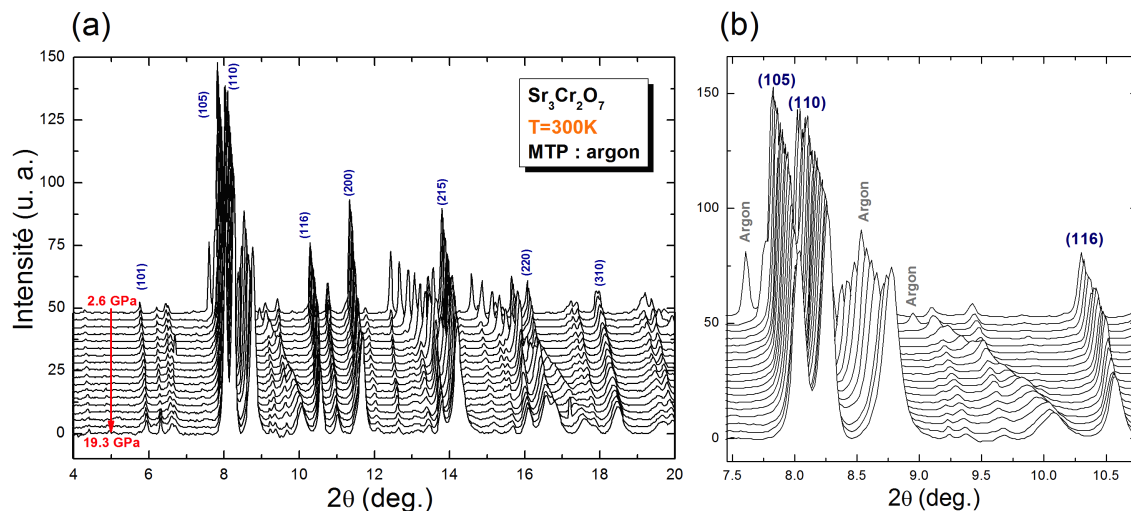 (a)
(b)
Intensité (u. a.)
150
125
100
75
50
25
0
4
6
8
10
12
14
16
18
20
2θ (deg.)
(101)
(105)
(110)
(116)
(200)
(215)
(220)
(310)
2.6 GPa
19.3 GPa
Sr₃Cr₂O₇
T=300K
MTP : argon
150
100
50
0
7.5
8.0
8.5
9.0
9.5
10.0
10.5
2θ (deg.)
Argon
(105)
(110)
Argon
Argon
(116)